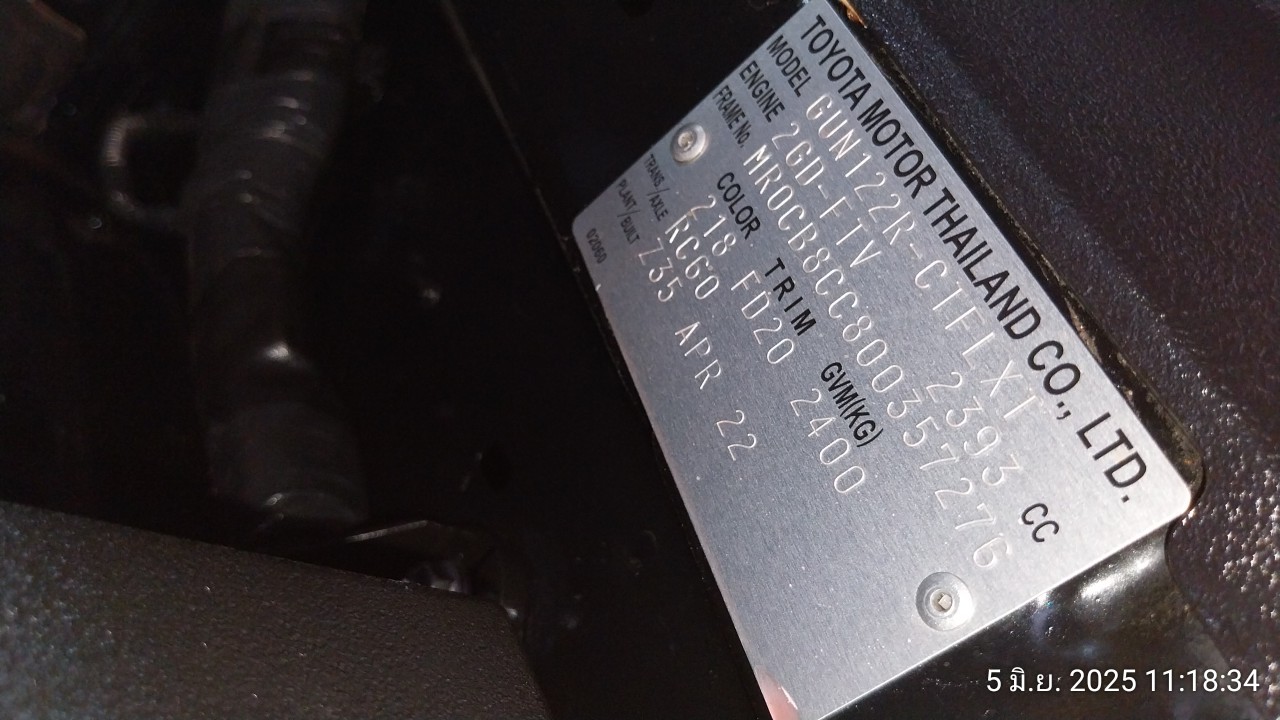 TOYOTA MOTOR THAILAND CO., LTD.
MODEL GUN122R-CTFLXT
ENGINE 2GD-FTV 2393 CC
FRAME No. MR0CB8CC800357276
COLOR TRIM GVM(KG)
218 FD20 2400
TRANS/AXLE RC60
PLANT/BUILT Z35 APR 22
02060
5 มิ.ย. 2025 11:18:34